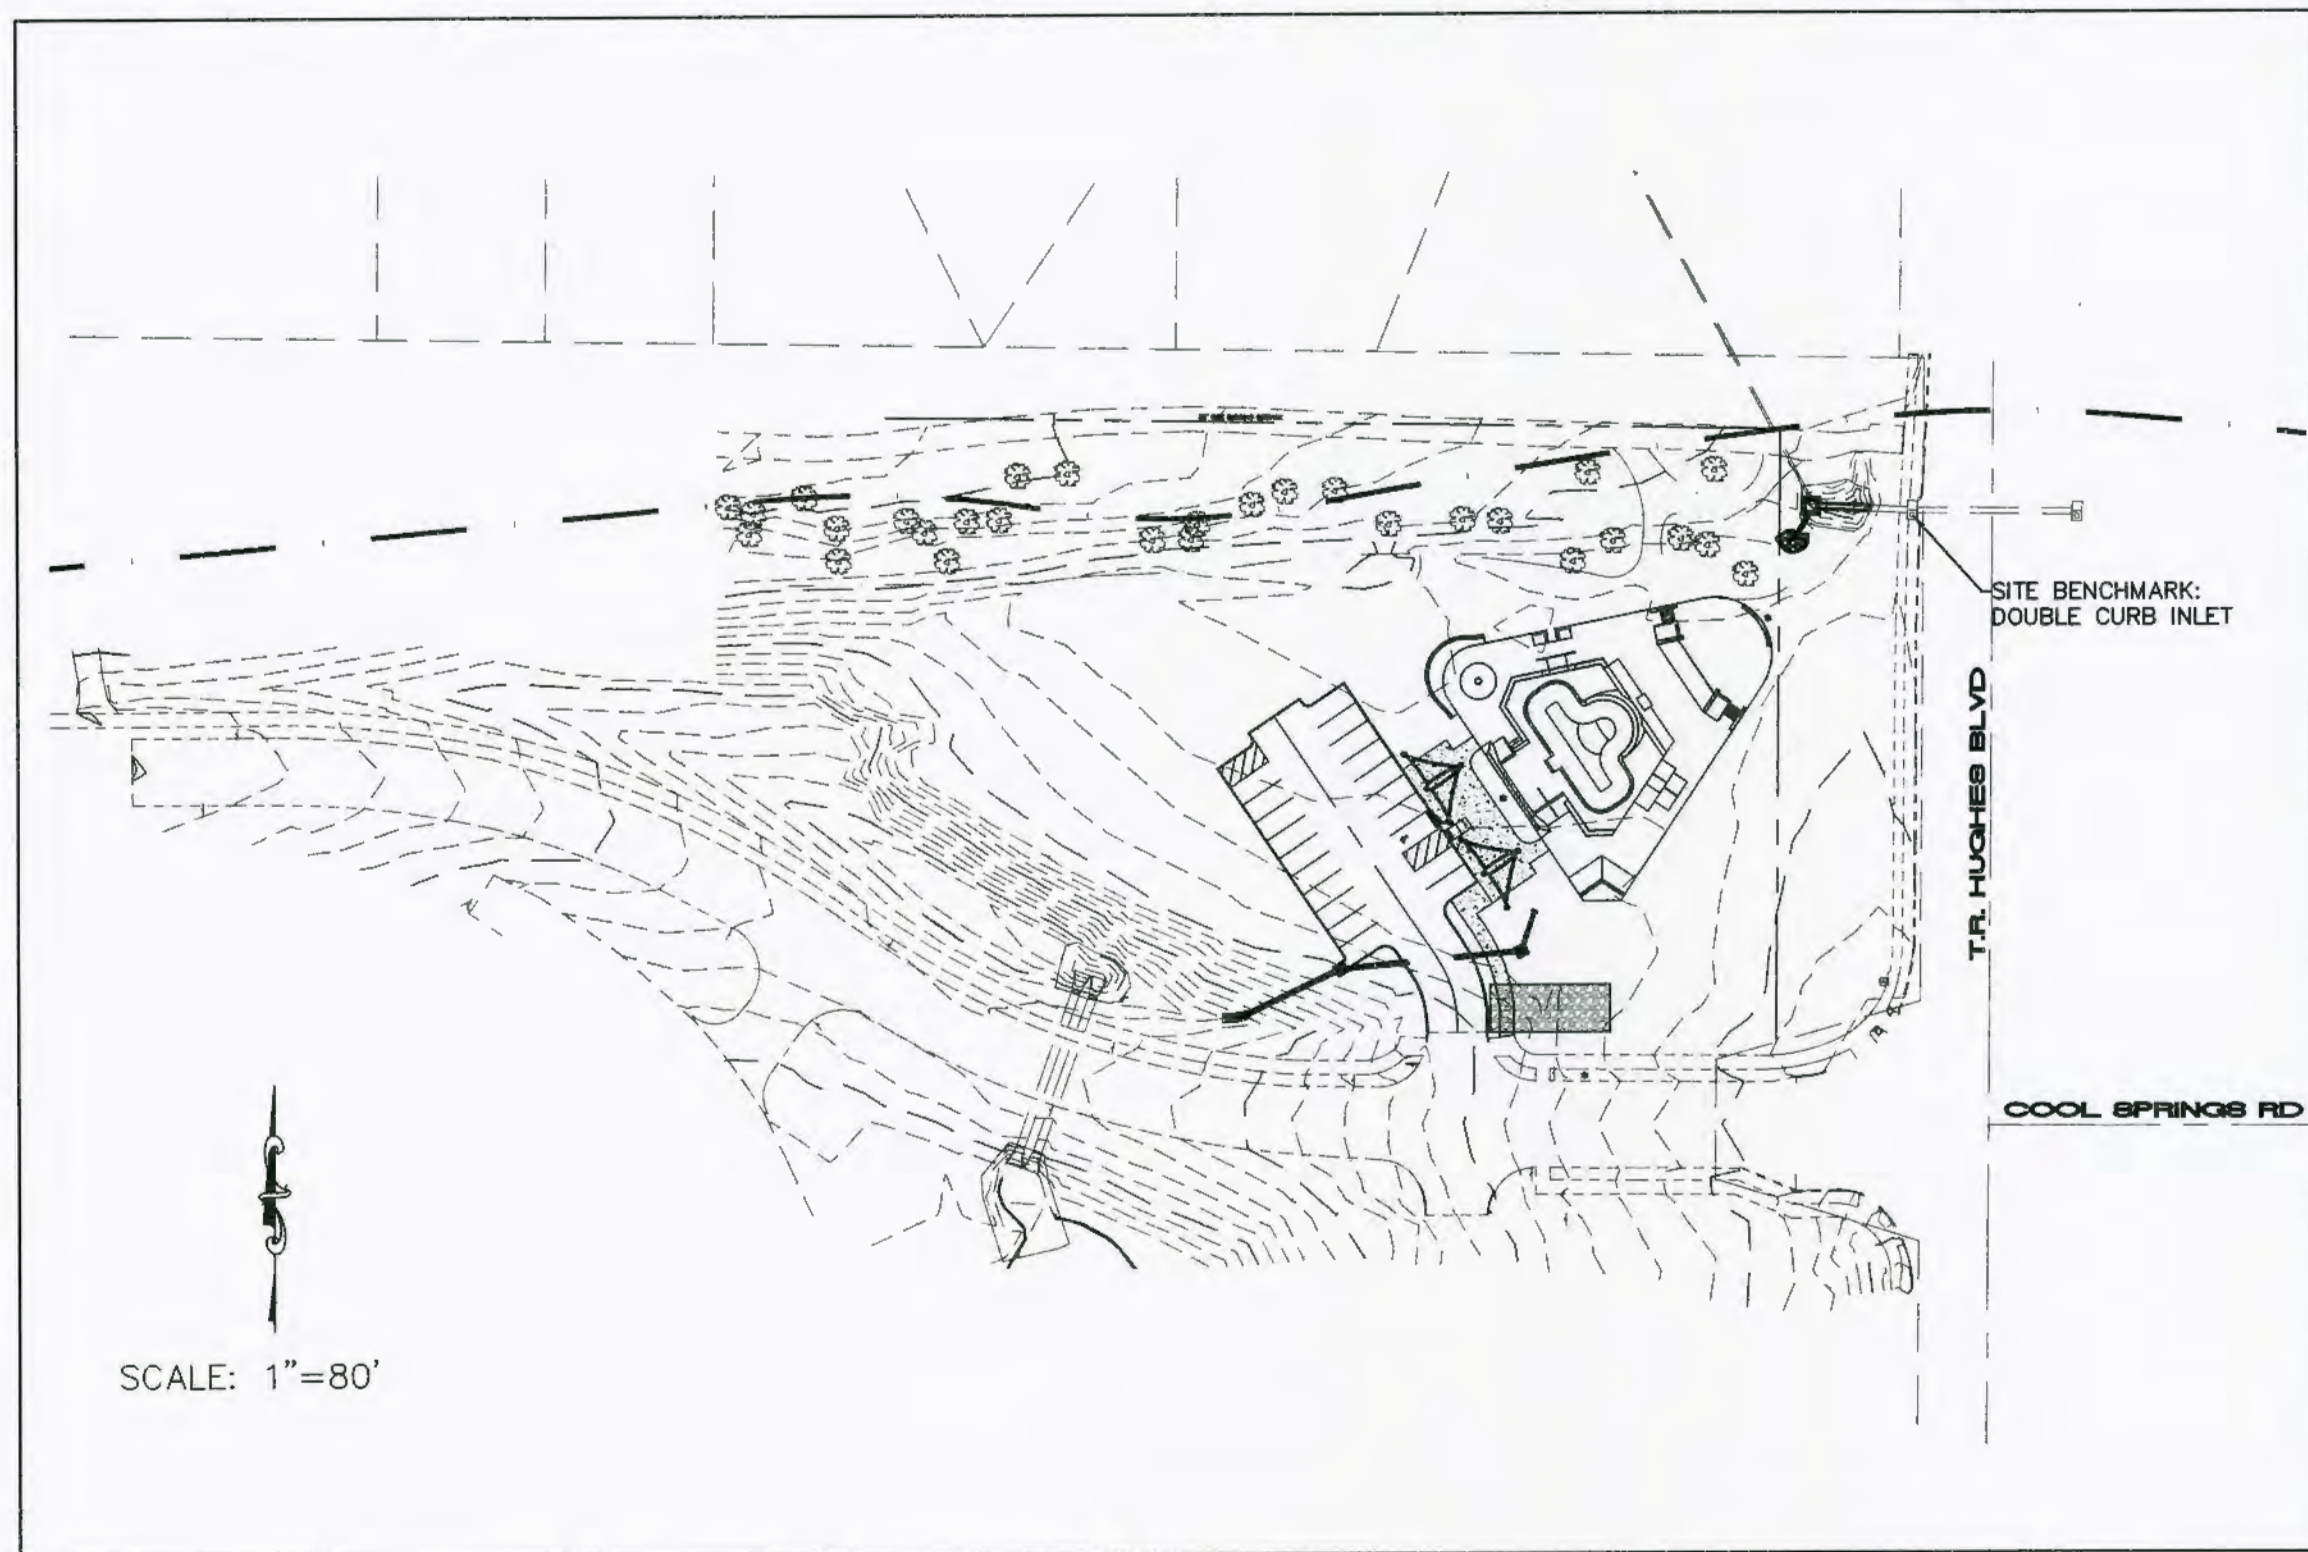 SITE BENCHMARK:
DOUBLE CURB INLET
T.R. HUGHES BLVD
COOL SPRINGS RD
SCALE: 1"=80'